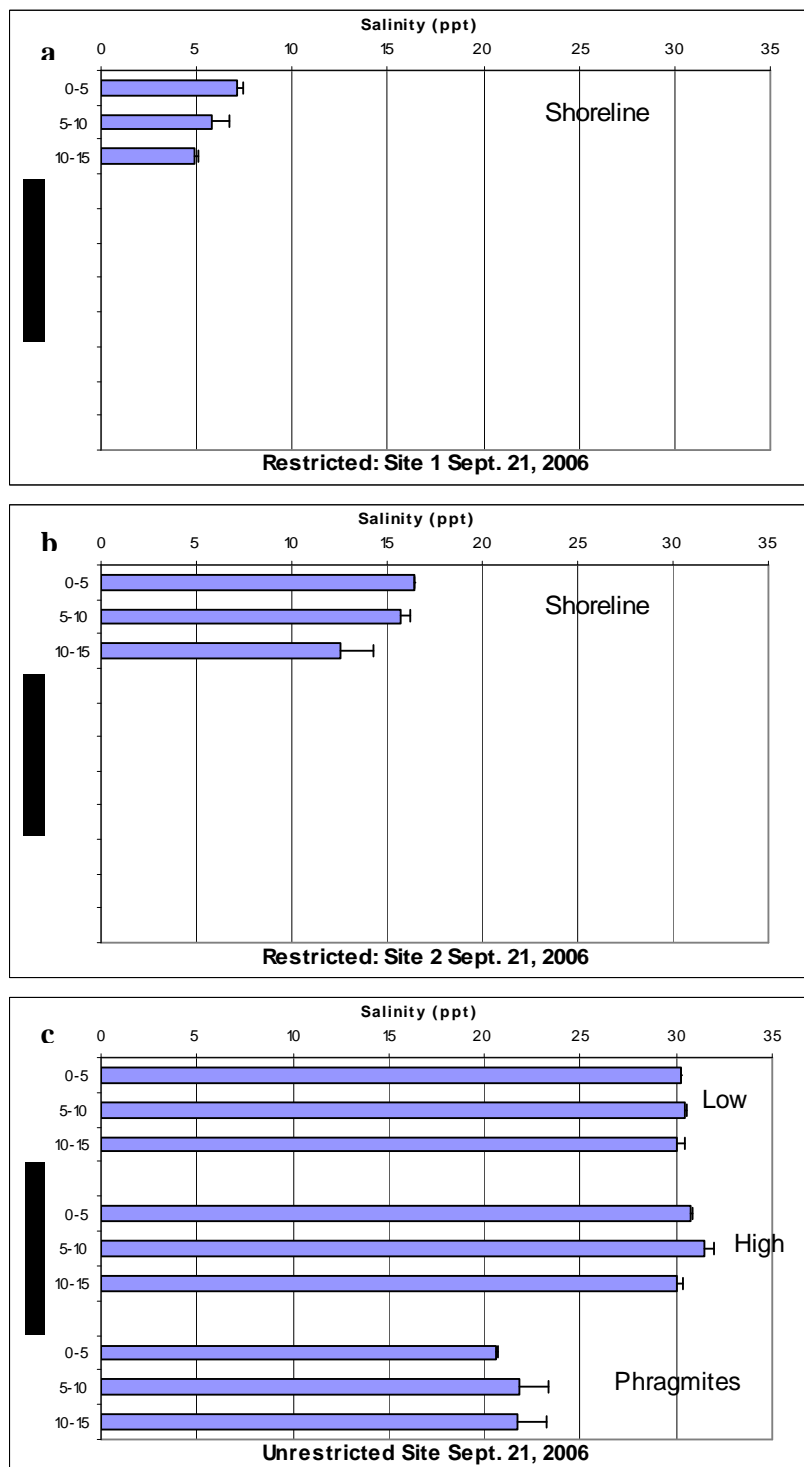 Salinity (ppt)
a
0 5 10 15 20 25 30 35
0-5
Shoreline
5-10
10-15
Restricted: Site 1 Sept. 21, 2006
Salinity (ppt)
b
0 5 10 15 20 25 30 35
0-5
Shoreline
5-10
10-15
Restricted: Site 2 Sept. 21, 2006
Salinity (ppt)
c
0 5 10 15 20 25 30 35
0-5
Low
5-10
10-15
0-5
High
5-10
10-15
0-5
Phragmites
5-10
10-15
Unrestricted Site Sept. 21, 2006